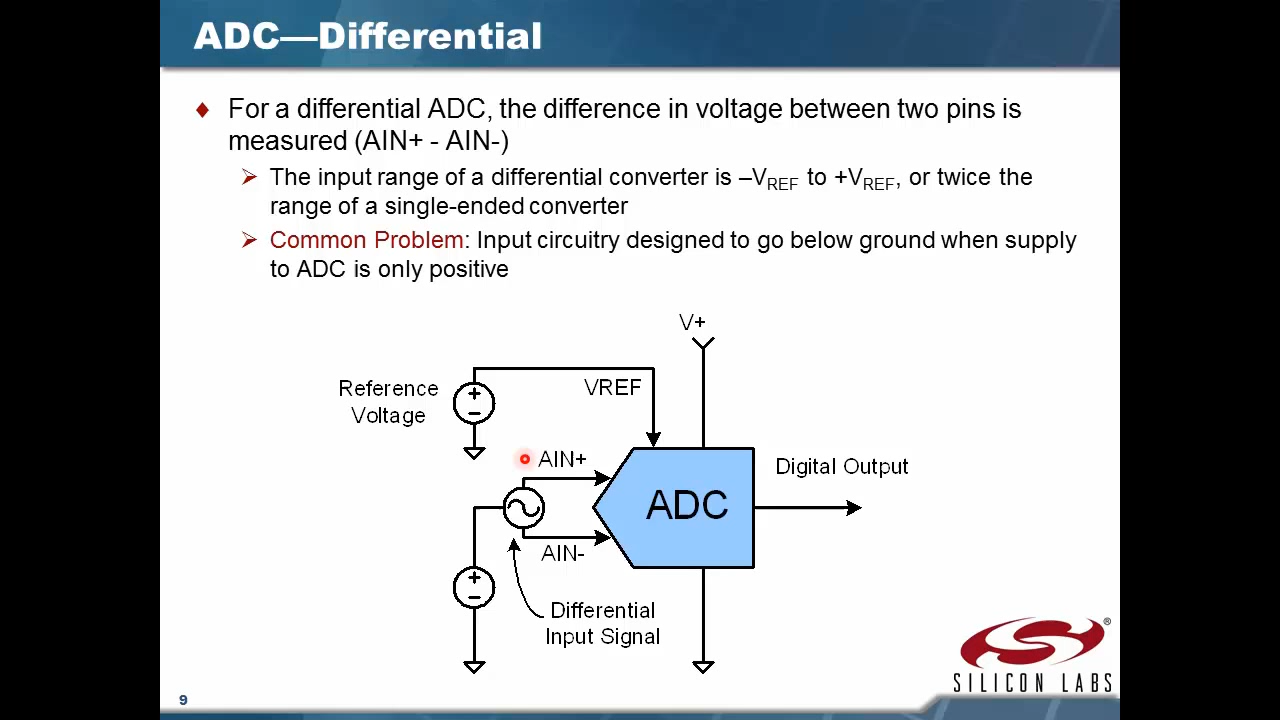 ADC—Differential
♦ For a differential ADC, the difference in voltage between two pins is
measured (AIN+ - AIN-)
➢ The input range of a differential converter is –VREF to +VREF, or twice the
range of a single-ended converter
➢ Common Problem: Input circuitry designed to go below ground when supply
to ADC is only positive
V+
Reference
Voltage
+
–
VREF
AIN+
ADC
Digital Output
AIN-
+
–
Differential
Input Signal
®
SILICON LABS
9